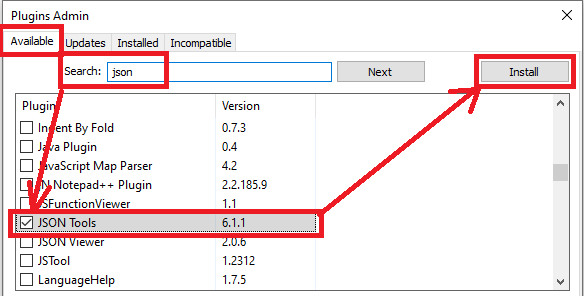 Plugins Admin
Available Updates Installed Incompatible
Search: json Next Install
Plugin Version
Indent By Fold 0.7.3
Java Plugin 0.4
JavaScript Map Parser 4.2
N Notepad++ Plugin 2.2.185.9
SFunctionViewer 1.1
JSON Tools 6.1.1
JSON Viewer 2.0.6
JSTool 1.2312
LanguageHelp 1.7.5